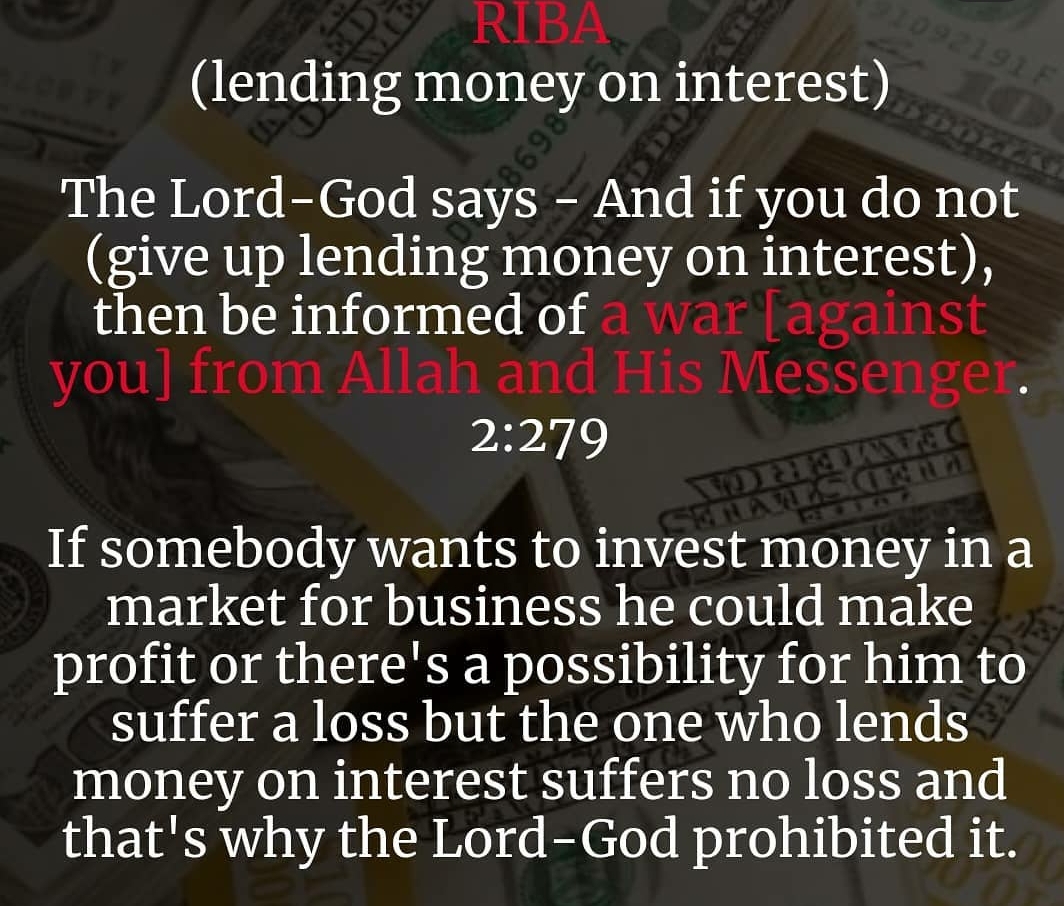 RIBA
(lending money on interest)
The Lord-God says - And if you do not
(give up lending money on interest),
then be informed of a war [against
you] from Allah and His Messenger.
2:279
If somebody wants to invest money in a
market for business he could make
profit or there's a possibility for him to
suffer a loss but the one who lends
money on interest suffers no loss and
that's why the Lord-God prohibited it.